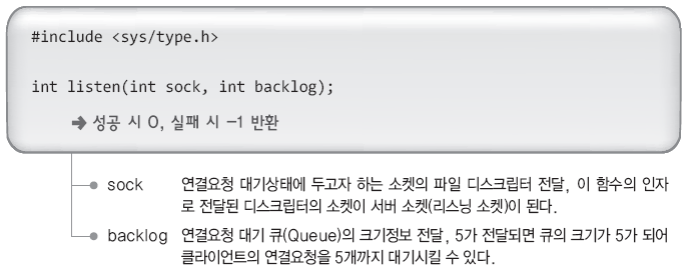 #include <sys/type.h>
int listen(int sock, int backlog);
➜ 성공 시 0, 실패 시 -1 반환
sock 연결요청 대기상태에 두고자 하는 소켓의 파일 디스크립터 전달, 이 함수의 인자
로 전달된 디스크립터의 소켓이 서버 소켓(리스닝 소켓)이 된다.
backlog 연결요청 대기 큐(Queue)의 크기정보 전달, 5가 전달되면 큐의 크기가 5가 되어
클라이언트의 연결요청을 5개까지 대기시킬 수 있다.